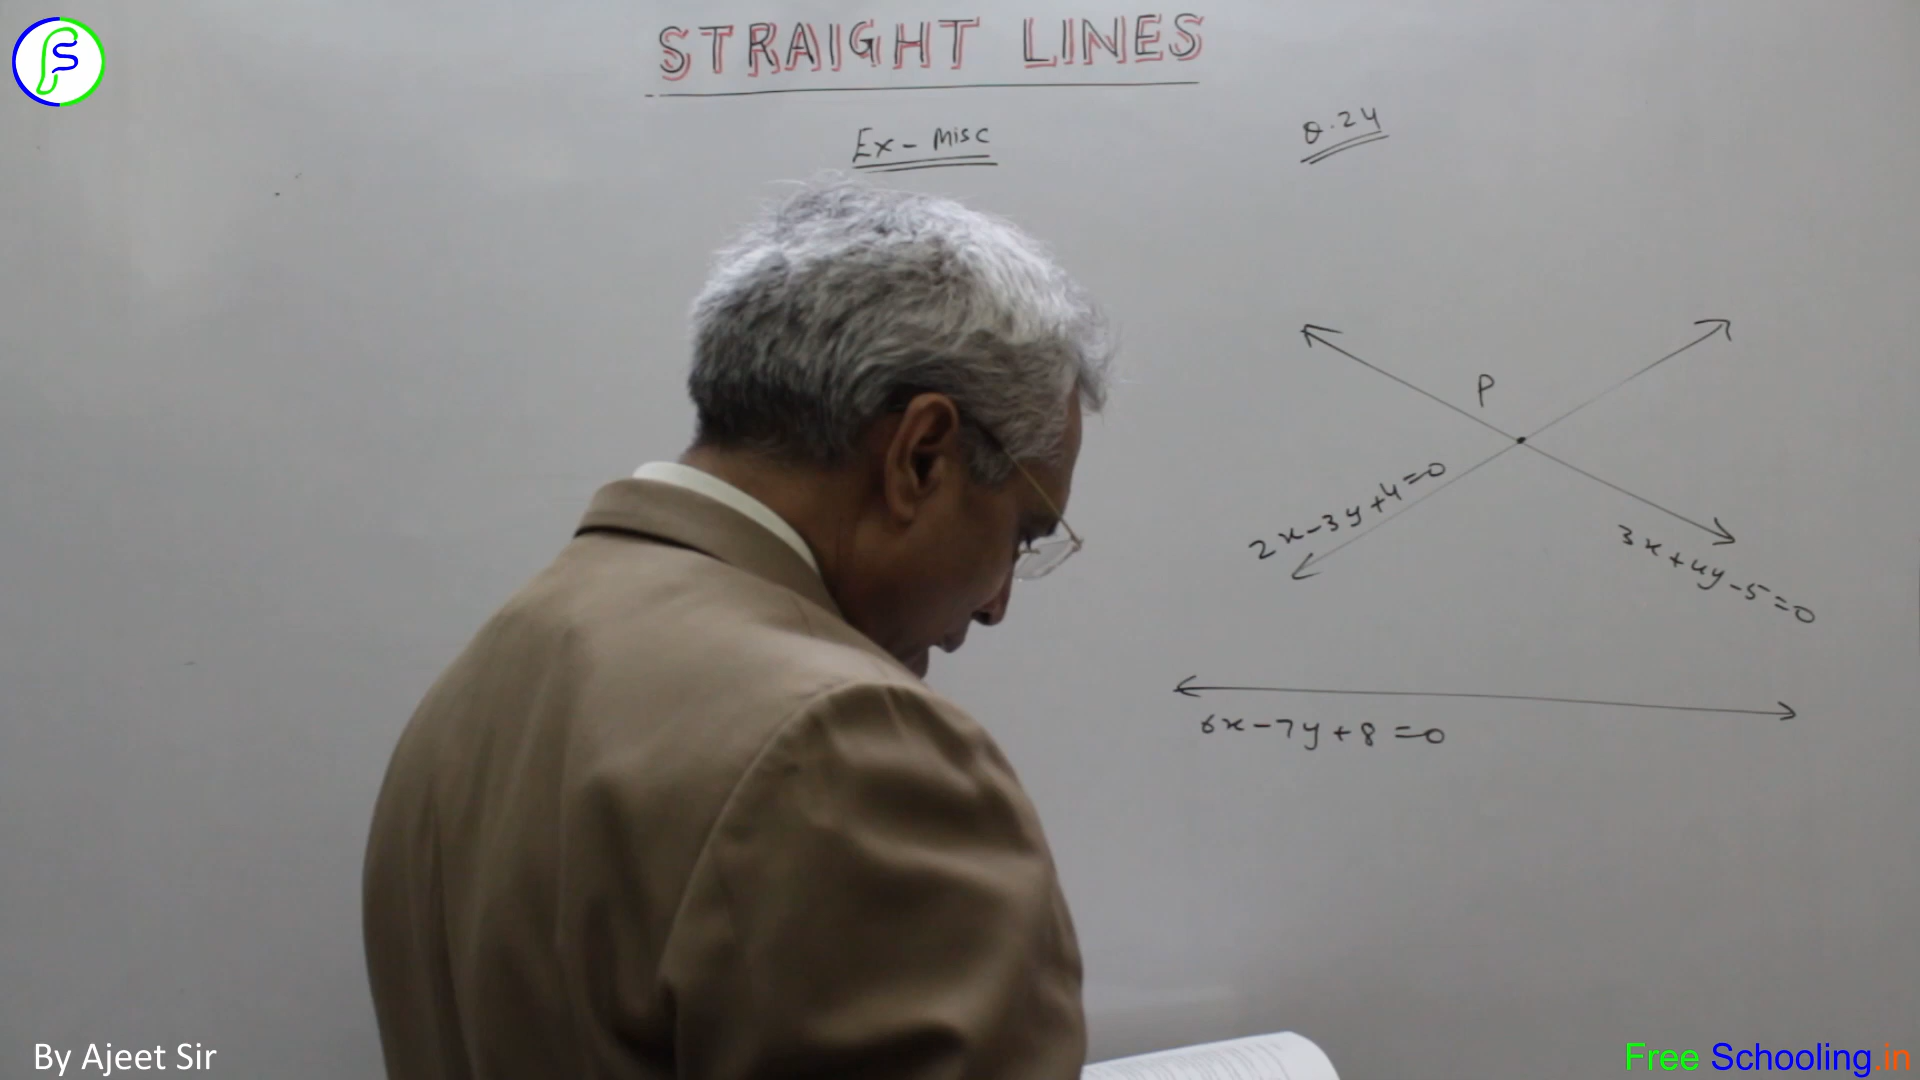 STRAIGHT LINES
Ex - Misc
Q.24
P
2x-3y+4=0
3x+4y-5=0
6x-7y+8=0
By Ajeet Sir
Free Schooling.in